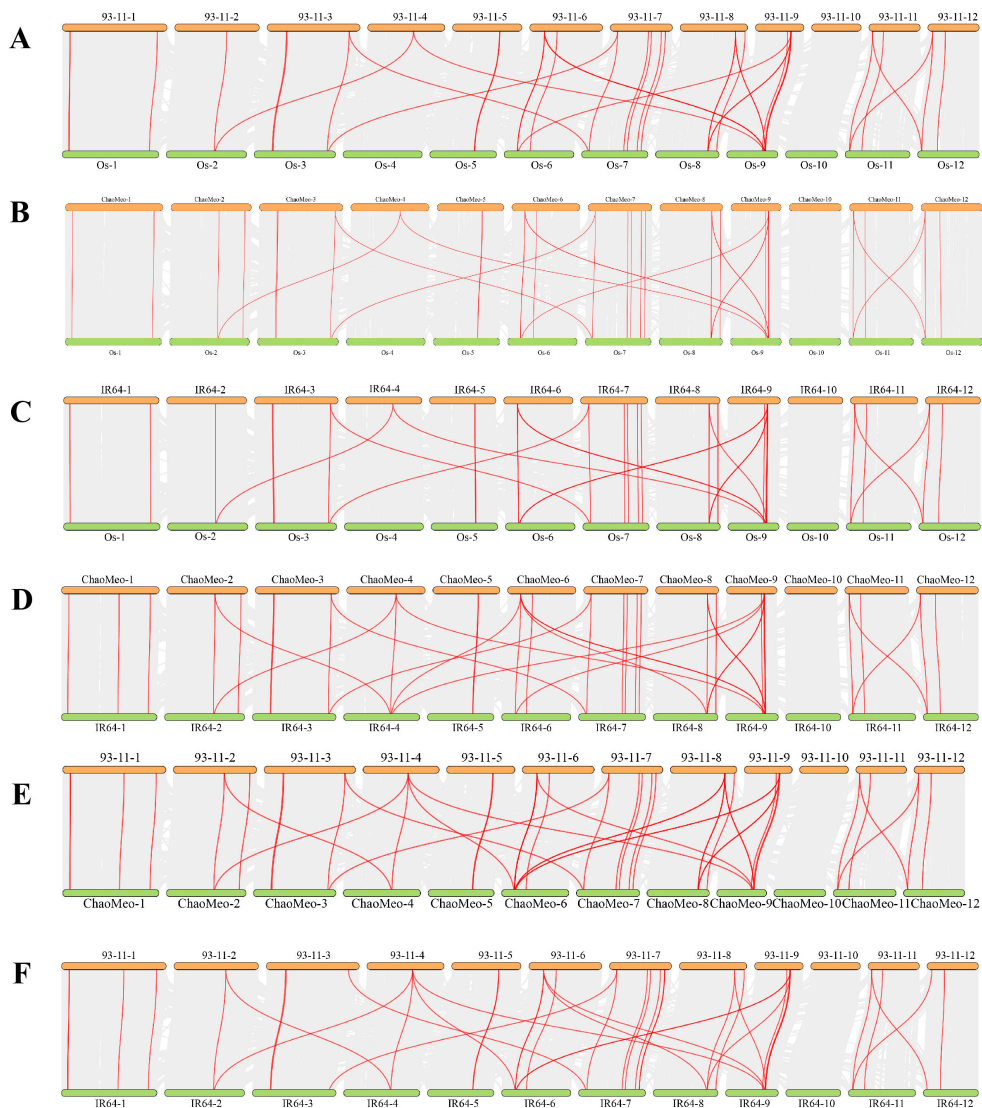 93-11-1 93-11-2 93-11-3 93-11-4 93-11-5 93-11-6 93-11-7 93-11-8 93-11-9 93-11-10 93-11-11 93-11-12
A
Os-1 Os-2 Os-3 Os-4 Os-5 Os-6 Os-7 Os-8 Os-9 Os-10 Os-11 Os-12
ChaoMeo-1 ChaoMeo-2 ChaoMeo-3 ChaoMeo-4 ChaoMeo-5 ChaoMeo-6 ChaoMeo-7 ChaoMeo-8 ChaoMeo-9 ChaoMeo-10 ChaoMeo-11 ChaoMeo-12
B
Os-1 Os-2 Os-3 Os-4 Os-5 Os-6 Os-7 Os-8 Os-9 Os-10 Os-11 Os-12
IR64-1 IR64-2 IR64-3 IR64-4 IR64-5 IR64-6 IR64-7 IR64-8 IR64-9 IR64-10 IR64-11 IR64-12
C
Os-1 Os-2 Os-3 Os-4 Os-5 Os-6 Os-7 Os-8 Os-9 Os-10 Os-11 Os-12
ChaoMeo-1 ChaoMeo-2 ChaoMeo-3 ChaoMeo-4 ChaoMeo-5 ChaoMeo-6 ChaoMeo-7 ChaoMeo-8 ChaoMeo-9 ChaoMeo-10 ChaoMeo-11 ChaoMeo-12
D
IR64-1 IR64-2 IR64-3 IR64-4 IR64-5 IR64-6 IR64-7 IR64-8 IR64-9 IR64-10 IR64-11 IR64-12
93-11-1 93-11-2 93-11-3 93-11-4 93-11-5 93-11-6 93-11-7 93-11-8 93-11-9 93-11-10 93-11-11 93-11-12
E
ChaoMeo-1 ChaoMeo-2 ChaoMeo-3 ChaoMeo-4 ChaoMeo-5 ChaoMeo-6 ChaoMeo-7 ChaoMeo-8 ChaoMeo-9 ChaoMeo-10 ChaoMeo-11 ChaoMeo-12
93-11-1 93-11-2 93-11-3 93-11-4 93-11-5 93-11-6 93-11-7 93-11-8 93-11-9 93-11-10 93-11-11 93-11-12
F
IR64-1 IR64-2 IR64-3 IR64-4 IR64-5 IR64-6 IR64-7 IR64-8 IR64-9 IR64-10 IR64-11 IR64-12